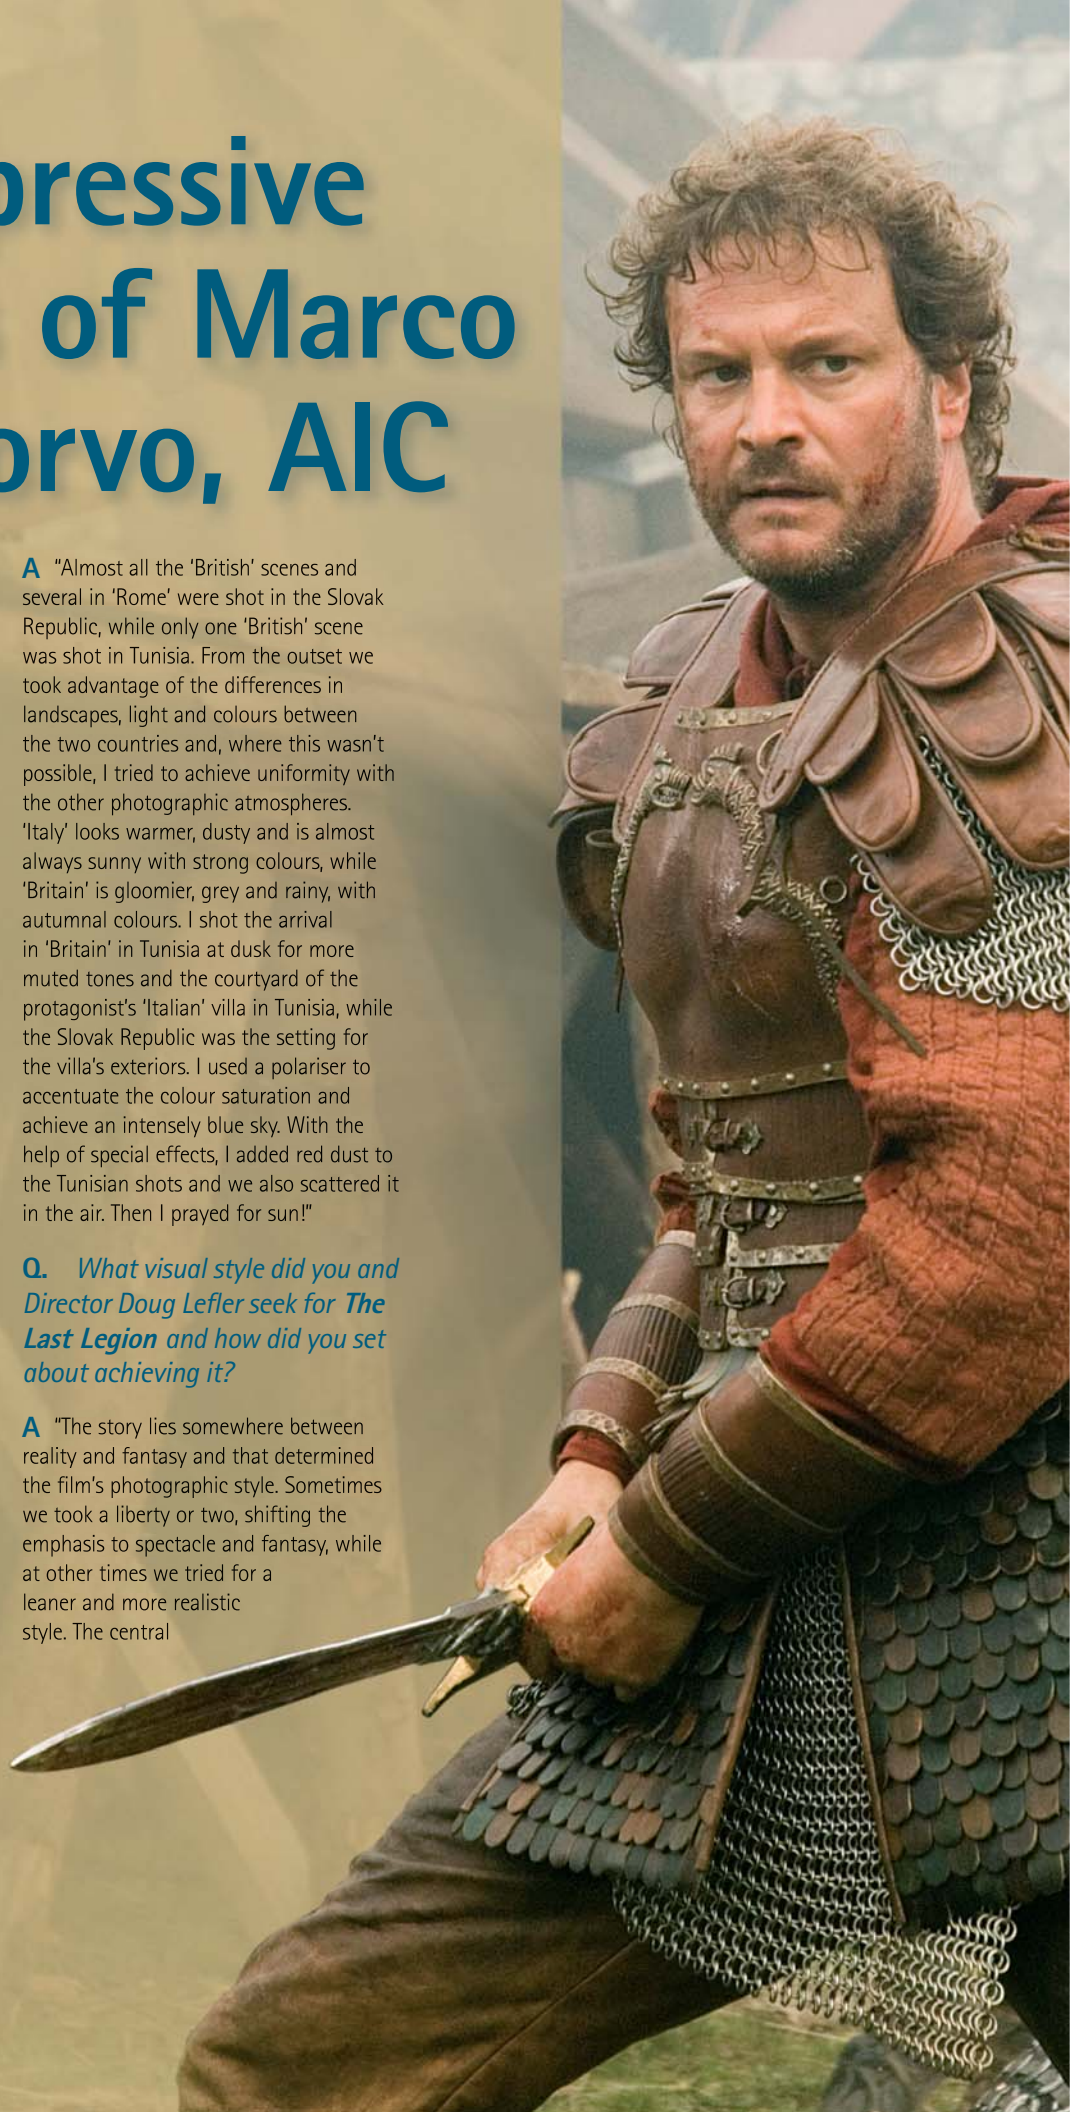 pressive
of Marco
orvo, AIC
A “Almost all the ‘British’ scenes and
several in ‘Rome’ were shot in the Slovak
Republic, while only one ‘British’ scene
was shot in Tunisia. From the outset we
took advantage of the differences in
landscapes, light and colours between
the two countries and, where this wasn’t
possible, I tried to achieve uniformity with
the other photographic atmospheres.
‘Italy’ looks warmer, dusty and is almost
always sunny with strong colours, while
‘Britain’ is gloomier, grey and rainy, with
autumnal colours. I shot the arrival
in ‘Britain’ in Tunisia at dusk for more
muted tones and the courtyard of the
protagonist’s ‘Italian’ villa in Tunisia, while
the Slovak Republic was the setting for
the villa’s exteriors. I used a polariser to
accentuate the colour saturation and
achieve an intensely blue sky. With the
help of special effects, I added red dust to
the Tunisian shots and we also scattered it
in the air. Then I prayed for sun!”
Q. What visual style did you and
Director Doug Lefler seek for The
Last Legion and how did you set
about achieving it?
A “The story lies somewhere between
reality and fantasy and that determined
the film’s photographic style. Sometimes
we took a liberty or two, shifting the
emphasis to spectacle and fantasy, while
at other times we tried for a
leaner and more realistic
style. The central